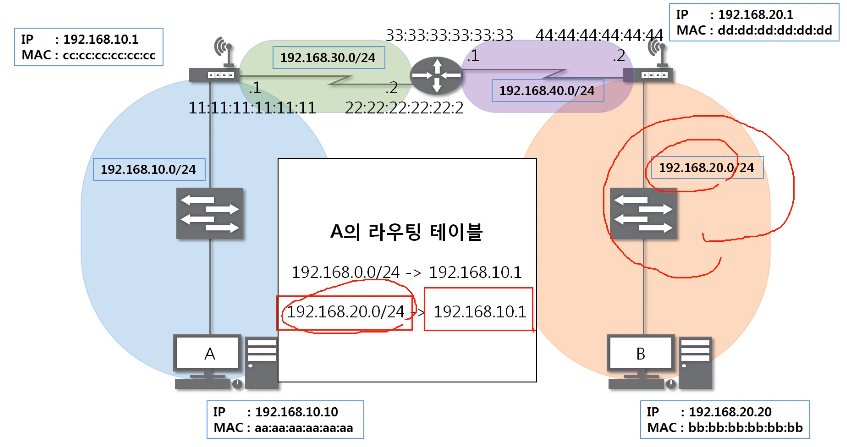 IP : 192.168.10.1
MAC : cc:cc:cc:cc:cc:cc
33:33:33:33:33:33
44:44:44:44:44:44
IP : 192.168.20.1
MAC : dd:dd:dd:dd:dd:dd
192.168.30.0/24
.1
.2
.1
.2
192.168.40.0/24
11:11:11:11:11:11
22:22:22:22:22:2
192.168.10.0/24
192.168.20.0/24
A의 라우팅 테이블
192.168.0.0/24 -> 192.168.10.1
192.168.20.0/24 -> 192.168.10.1
A
B
IP : 192.168.10.10
MAC : aa:aa:aa:aa:aa:aa
IP : 192.168.20.20
MAC : bb:bb:bb:bb:bb:bb